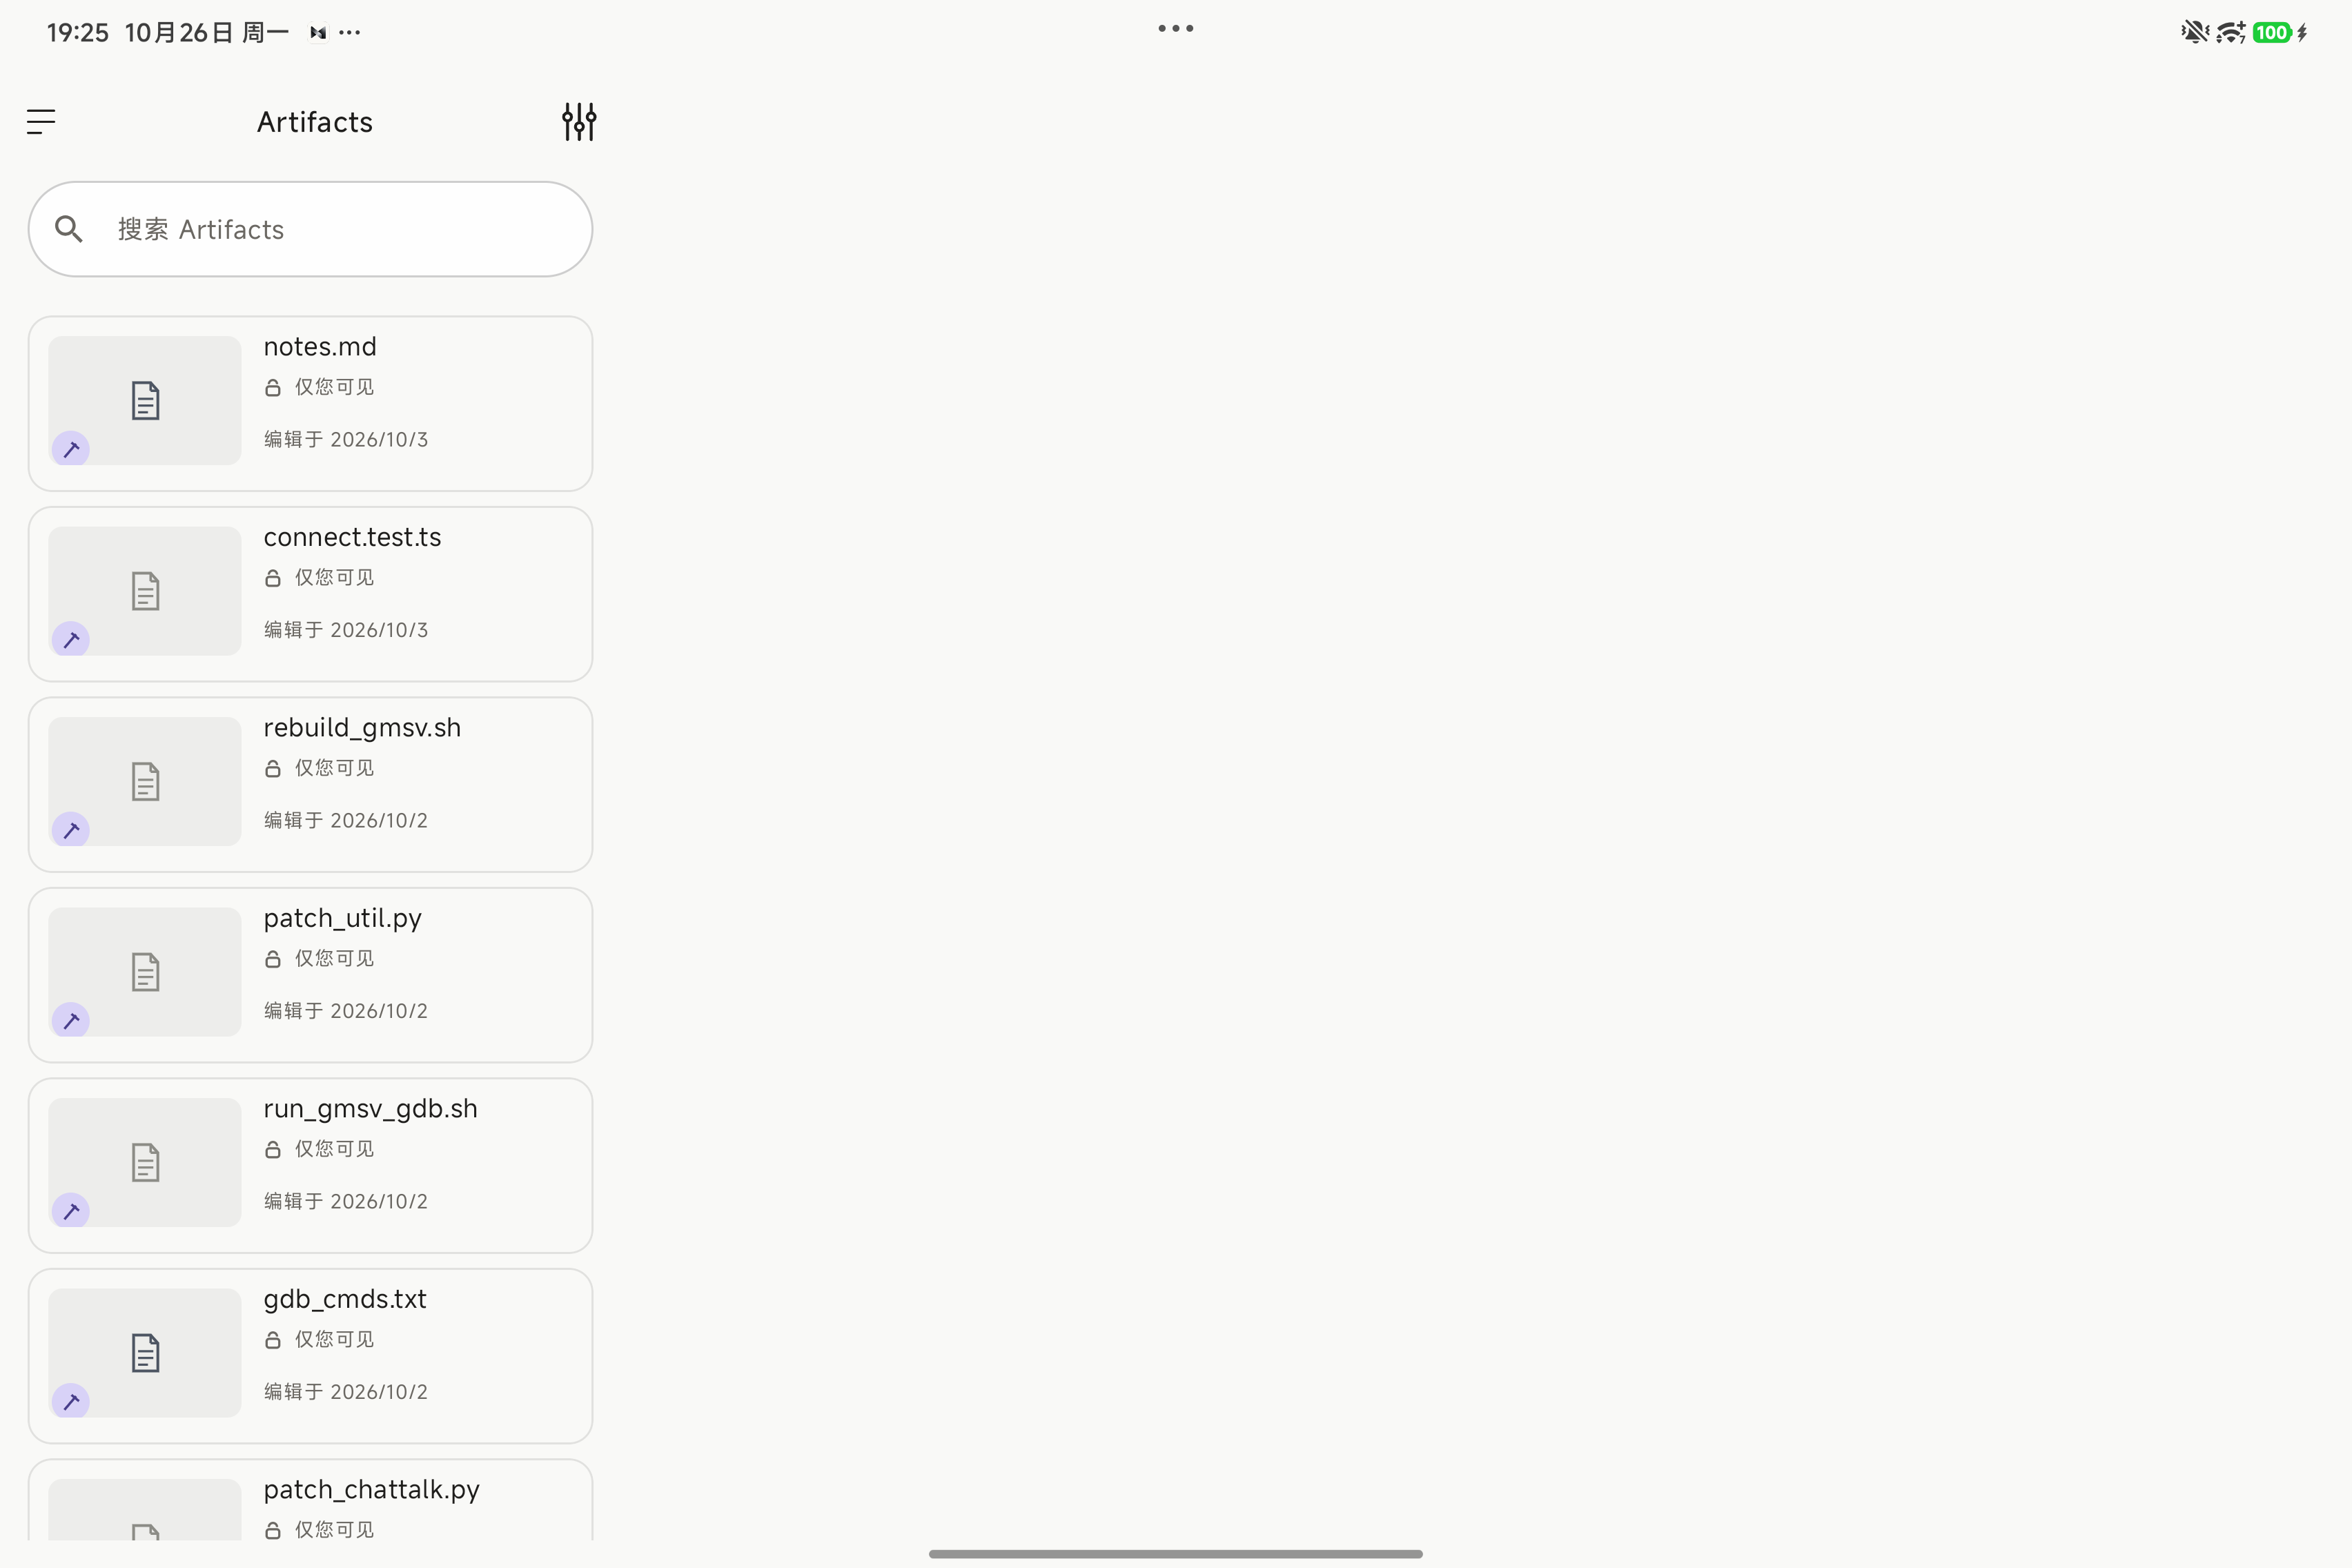 19:25 10月26日 周一
100
Artifacts
搜索 Artifacts
notes.md
仅您可见
编辑于 2026/10/3
connect.test.ts
仅您可见
编辑于 2026/10/3
rebuild_gmsv.sh
仅您可见
编辑于 2026/10/2
patch_util.py
仅您可见
编辑于 2026/10/2
run_gmsv_gdb.sh
仅您可见
编辑于 2026/10/2
gdb_cmds.txt
仅您可见
编辑于 2026/10/2
patch_chattalk.py
仅您可见